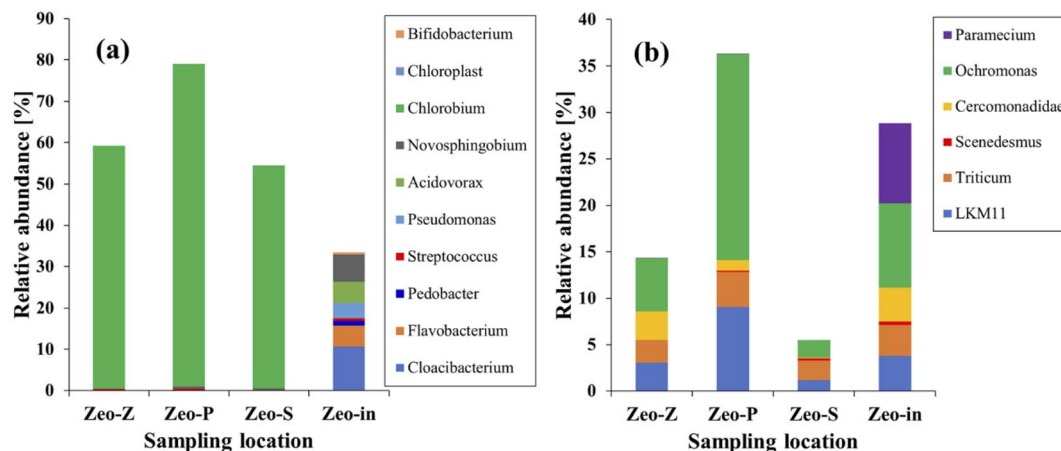 (a)
Relative abundance [%]
90
80
70
60
50
40
30
20
10
0
Zeo-Z Zeo-P Zeo-S Zeo-in
Sampling location
Bifidobacterium
Chloroplast
Chlorobium
Novosphingobium
Acidovorax
Pseudomonas
Streptococcus
Pedobacter
Flavobacterium
Cloacibacterium
(b)
Relative abundance [%]
40
35
30
25
20
15
10
5
0
Zeo-Z Zeo-P Zeo-S Zeo-in
Sampling location
Paramecium
Ochromonas
Cercomonadidae
Scenedesmus
Triticum
LKM11